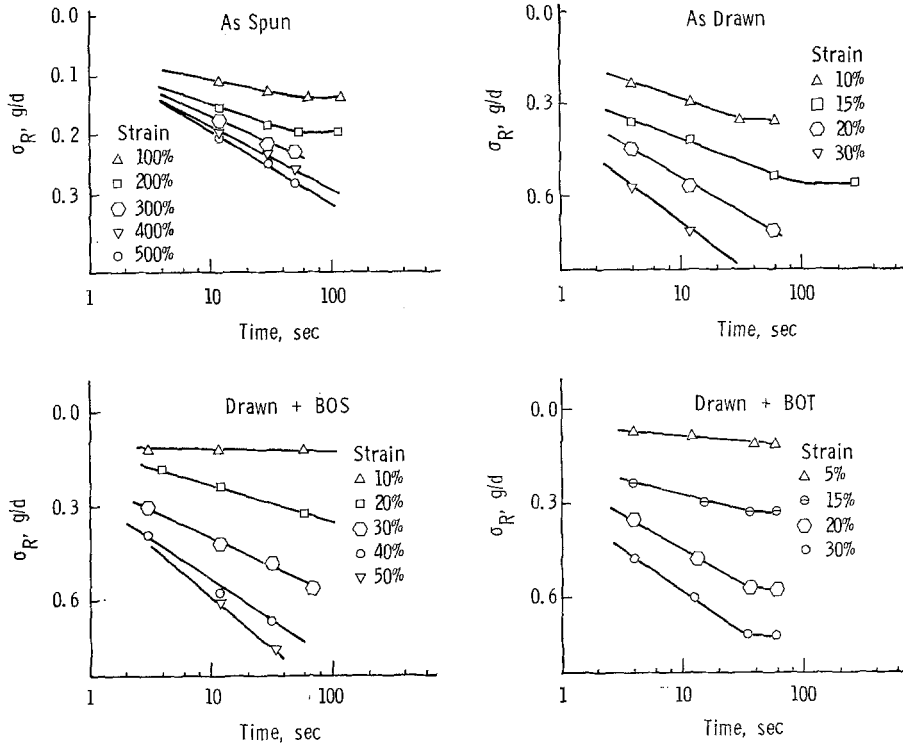 As Spun
0.0
0.1
0.2
0.3
σR, g/d
Strain
△ 100%
□ 200%
⬡ 300%
▽ 400%
○ 500%
1
10
100
Time, sec
As Drawn
0.0
0.3
0.6
σR, g/d
Strain
△ 10%
□ 15%
⬡ 20%
▽ 30%
1
10
100
Time, sec
Drawn + BOS
0.0
0.3
0.6
σR, g/d
Strain
△ 10%
□ 20%
⬡ 30%
○ 40%
▽ 50%
1
10
100
Time, sec
Drawn + BOT
0.0
0.3
0.6
σR, g/d
Strain
△ 5%
⊖ 15%
⬡ 20%
○ 30%
1
10
100
Time, sec